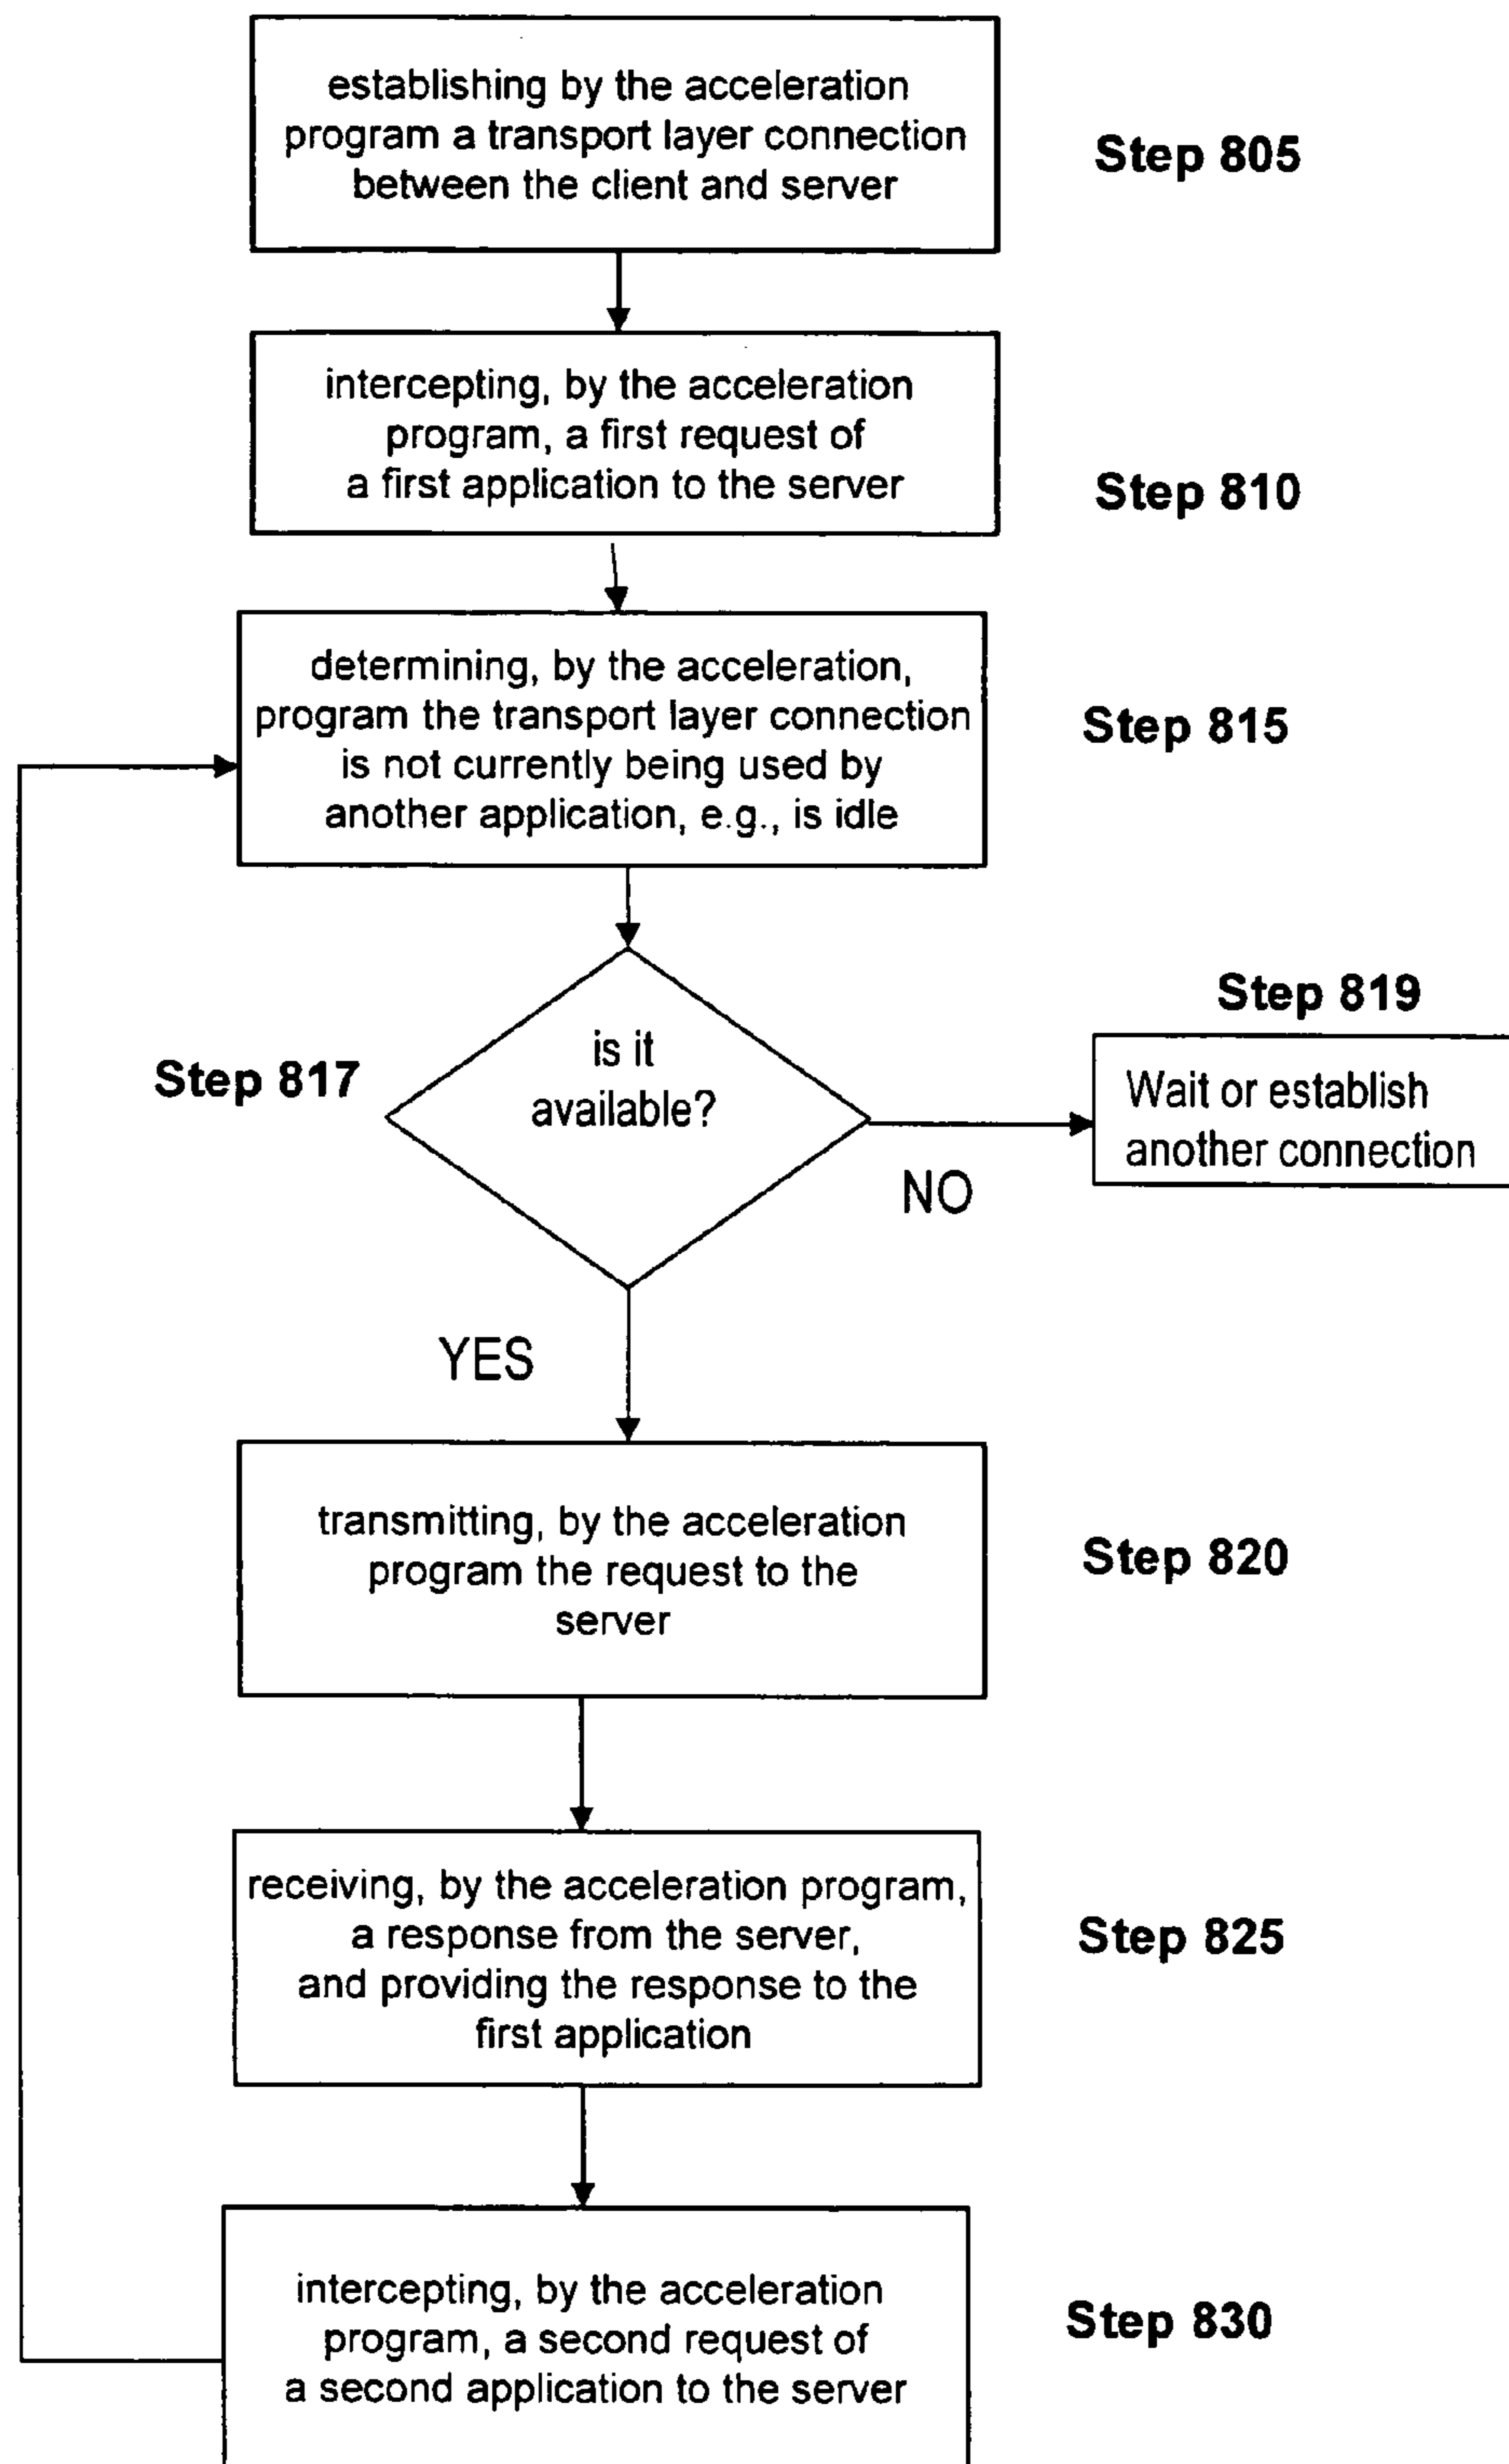 establishing by the acceleration
program a transport layer connection
between the client and server
Step 805
intercepting, by the acceleration
program, a first request of
a first application to the server
Step 810
determining, by the acceleration,
program the transport layer connection
is not currently being used by
another application, e.g., is idle
Step 815
Step 817
is it
available?
NO
Step 819
Wait or establish
another connection
YES
transmitting, by the acceleration
program the request to the
server
Step 820
receiving, by the acceleration program,
a response from the server,
and providing the response to the
first application
Step 825
intercepting, by the acceleration
program, a second request of
a second application to the server
Step 830